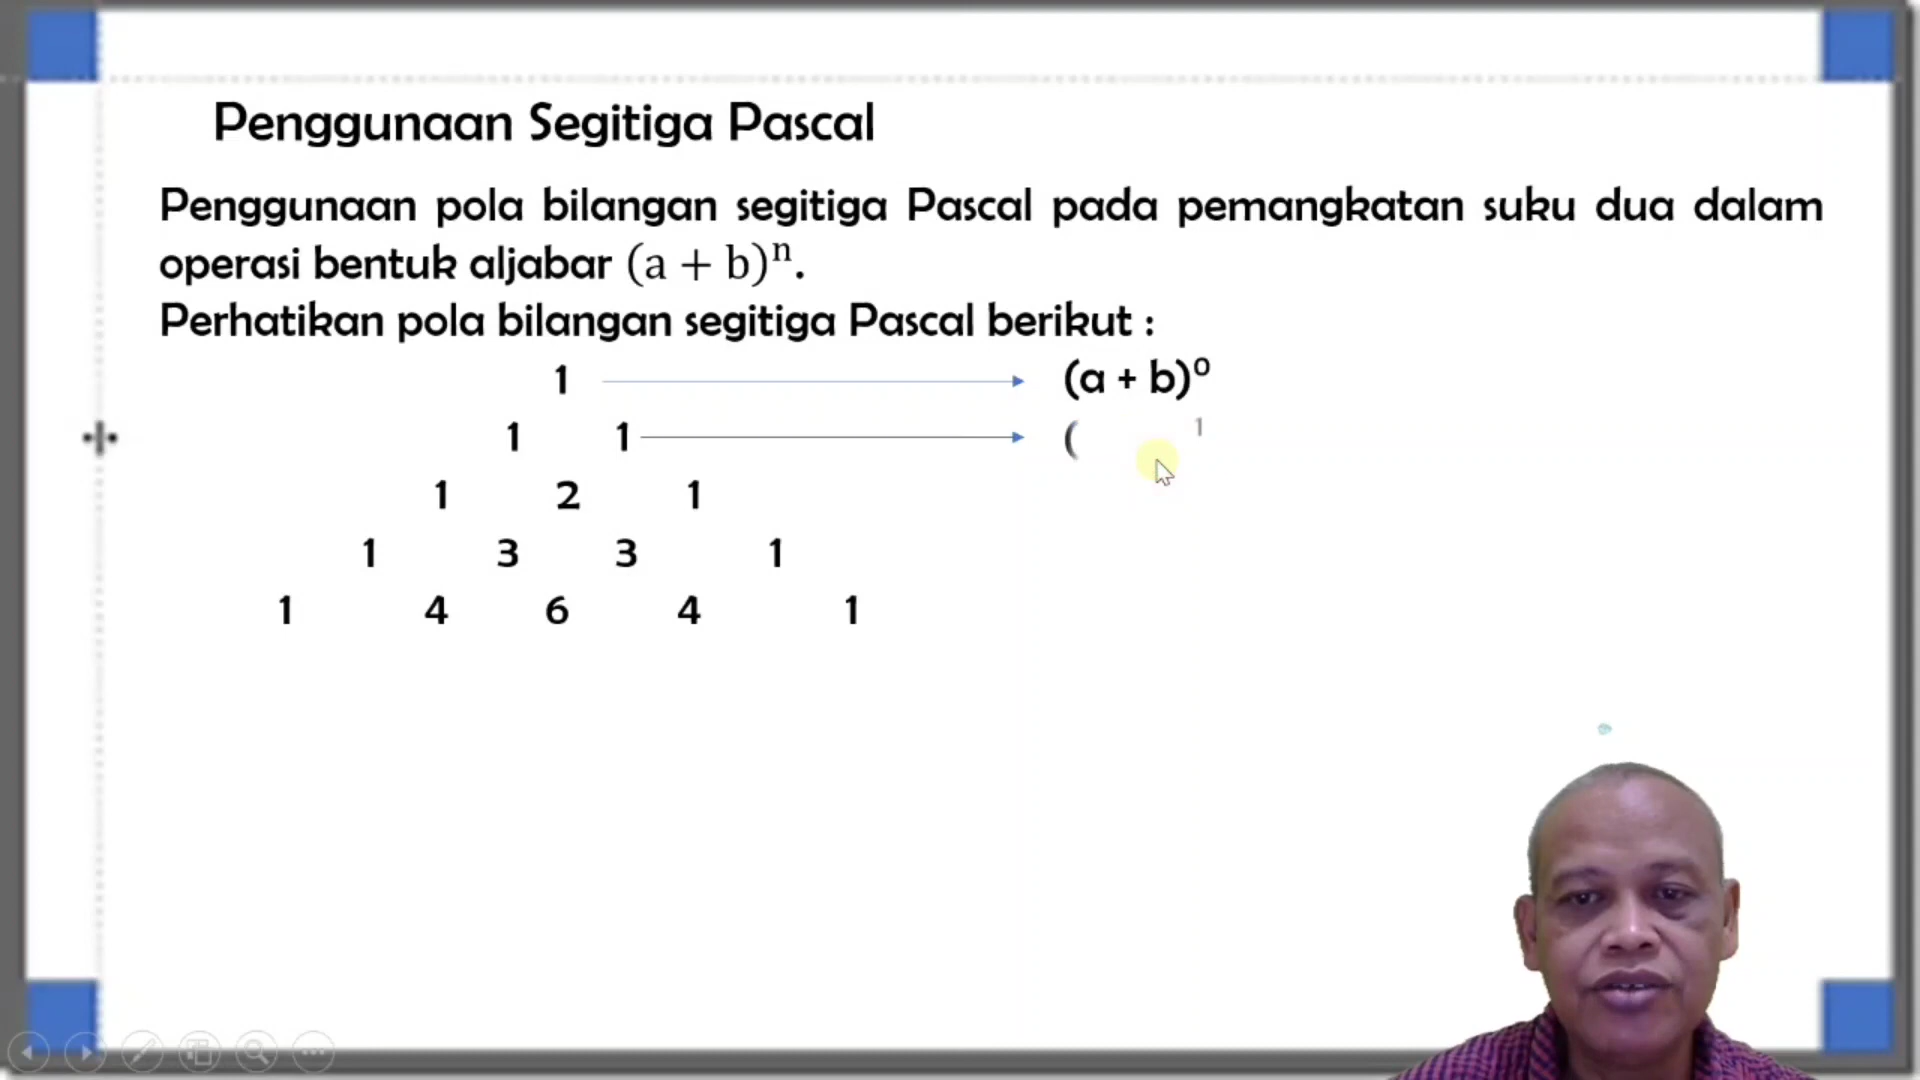 Penggunaan Segitiga Pascal
Penggunaan pola bilangan segitiga Pascal pada pemangkatan suku dua dalam
operasi bentuk aljabar (a + b)ⁿ.
Perhatikan pola bilangan segitiga Pascal berikut :
1 (a + b)⁰
1 1 ( ¹
1 2 1
1 3 3 1
1 4 6 4 1